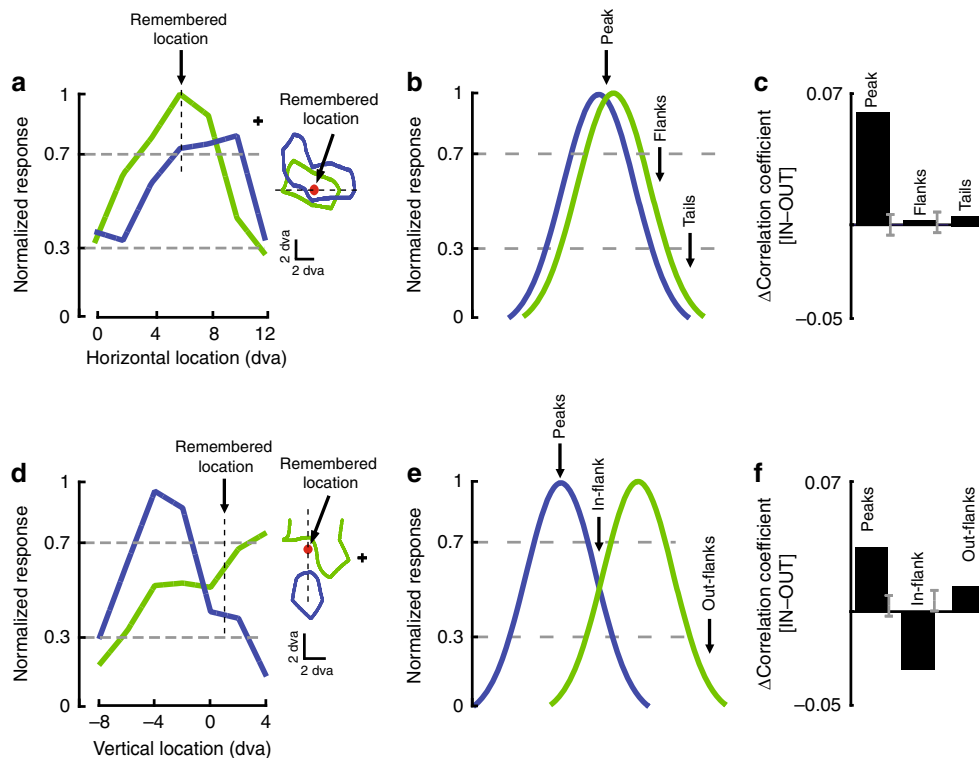 a
Remembered
location
Normalized response
1
0.7
0.3
0
0
4
8
12
Horizontal location (dva)
Remembered
location
2 dva
2 dva
b
Peak
Flanks
Tails
Normalized response
1
0.7
0.3
0
c
0.07
−0.05
ΔCorrelation coefficient
[IN–OUT]
Peak
Flanks
Tails
d
Remembered
location
Normalized response
1
0.7
0.3
0
−8
−4
0
4
Vertical location (dva)
Remembered
location
2 dva
2 dva
e
Peaks
In-flank
Out-flanks
Normalized response
1
0.7
0.3
0
f
0.07
−0.05
ΔCorrelation coefficient
[IN–OUT]
Peaks
In-flank
Out-flanks